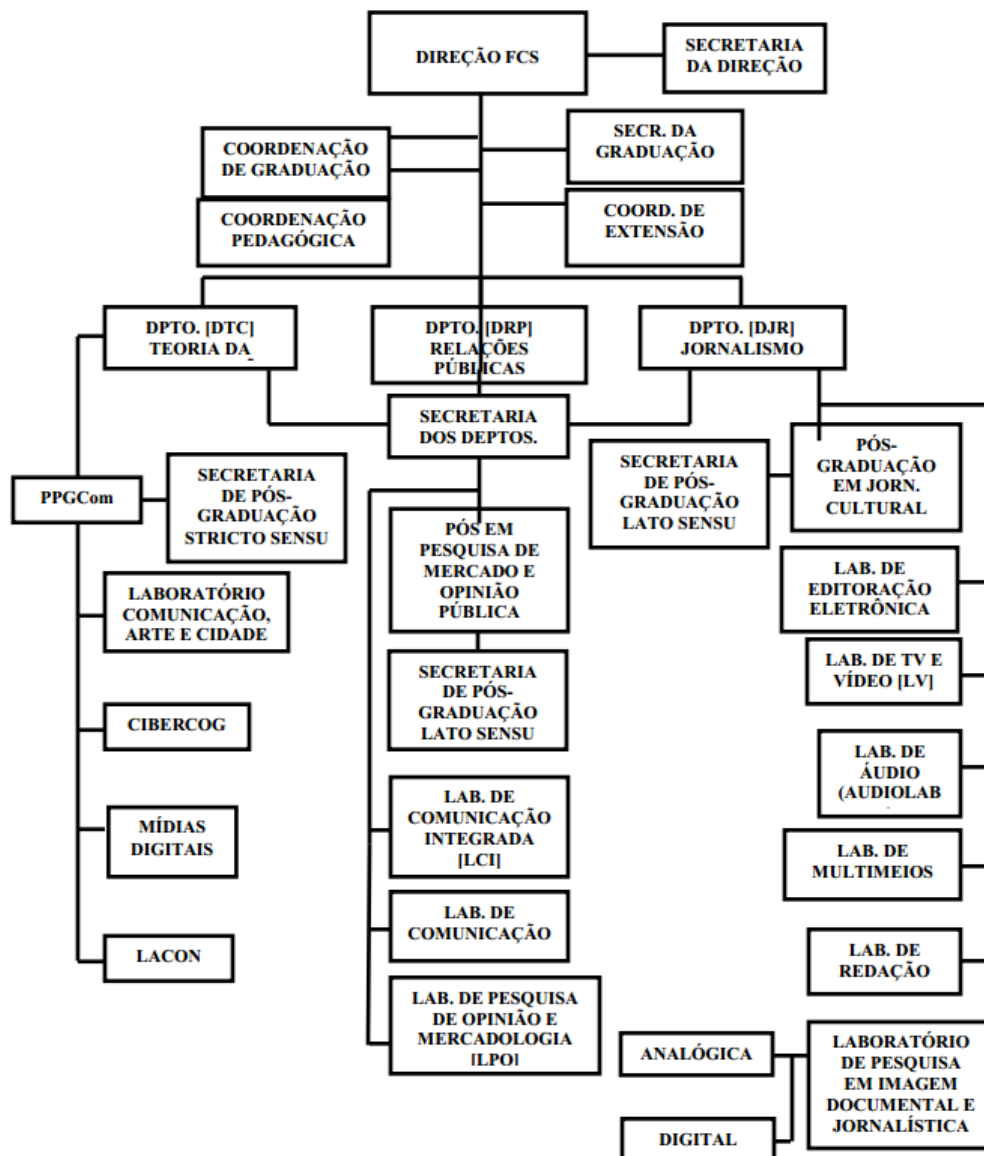 DIREÇÃO FCS
SECRETARIA
DA DIREÇÃO
COORDENAÇÃO
DE GRADUAÇÃO
SECR. DA
GRADUAÇÃO
COORDENAÇÃO
PEDAGÓGICA
COORD. DE
EXTENSÃO
DPTO. [DTC]
TEORIA DA
DPTO. [DRP]
RELAÇÕES
PÚBLICAS
DPTO. [DJR]
JORNALISMO
SECRETARIA
DOS DEPTOS.
PPGCom
SECRETARIA
DE PÓS-
GRADUAÇÃO
STRICTO SENSU
LABORATÓRIO
COMUNICAÇÃO,
ARTE E CIDADE
CIBERCOG
MÍDIAS
DIGITAIS
LACON
PÓS EM
PESQUISA DE
MERCADO E
OPINIÃO
PÚBLICA
SECRETARIA
DE PÓS-
GRADUAÇÃO
LATO SENSU
LAB. DE
COMUNICAÇÃO
INTEGRADA
[LCI]
LAB. DE
COMUNICAÇÃO
LAB. DE PESQUISA
DE OPINIÃO E
MERCADOLOGIA
[LPO]
SECRETARIA
DE PÓS-
GRADUAÇÃO
LATO SENSU
PÓS-
GRADUAÇÃO
EM JORN.
CULTURAL
LAB. DE
EDITORAÇÃO
ELETRÔNICA
LAB. DE TV E
VÍDEO [LV]
LAB. DE
ÁUDIO
(AUDIOLAB
LAB. DE
MULTIMEIOS
LAB. DE
REDAÇÃO
LABORATÓRIO
DE PESQUISA
EM IMAGEM
DOCUMENTAL E
JORNALÍSTICA
ANALÓGICA
DIGITAL